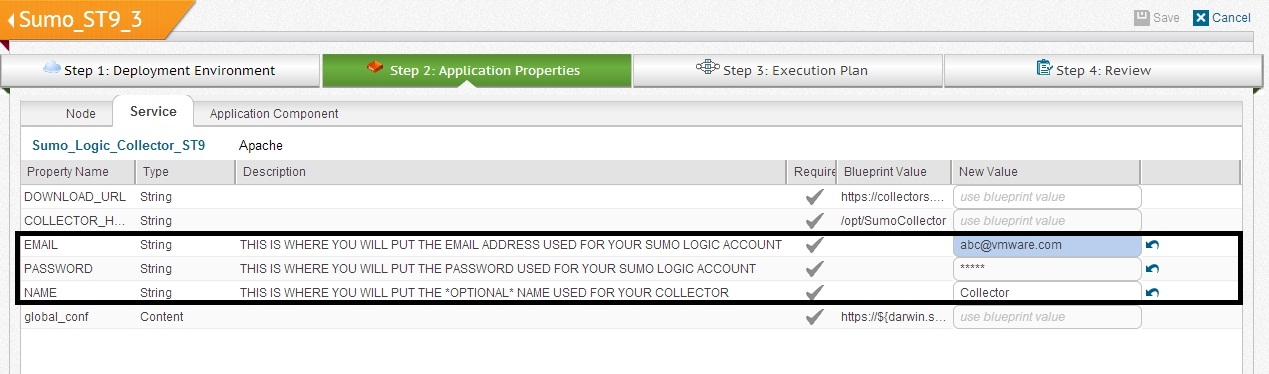 Sumo_ST9_3
Save Cancel
Step 1: Deployment Environment Step 2: Application Properties Step 3: Execution Plan Step 4: Review
Node Service Application Component
Sumo_Logic_Collector_ST9 Apache
Property Name Type Description Require Blueprint Value New Value
DOWNLOAD_URL String https://collectors.... use blueprint value
COLLECTOR_H... String /opt/SumoCollector use blueprint value
EMAIL String THIS IS WHERE YOU WILL PUT THE EMAIL ADDRESS USED FOR YOUR SUMO LOGIC ACCOUNT abc@vmware.com
PASSWORD String THIS IS WHERE YOU WILL PUT THE PASSWORD USED FOR YOUR SUMO LOGIC ACCOUNT *****
NAME String THIS IS WHERE YOU WILL PUT THE *OPTIONAL* NAME USED FOR YOUR COLLECTOR Collector
global_conf Content https://${darwin.s... use blueprint value